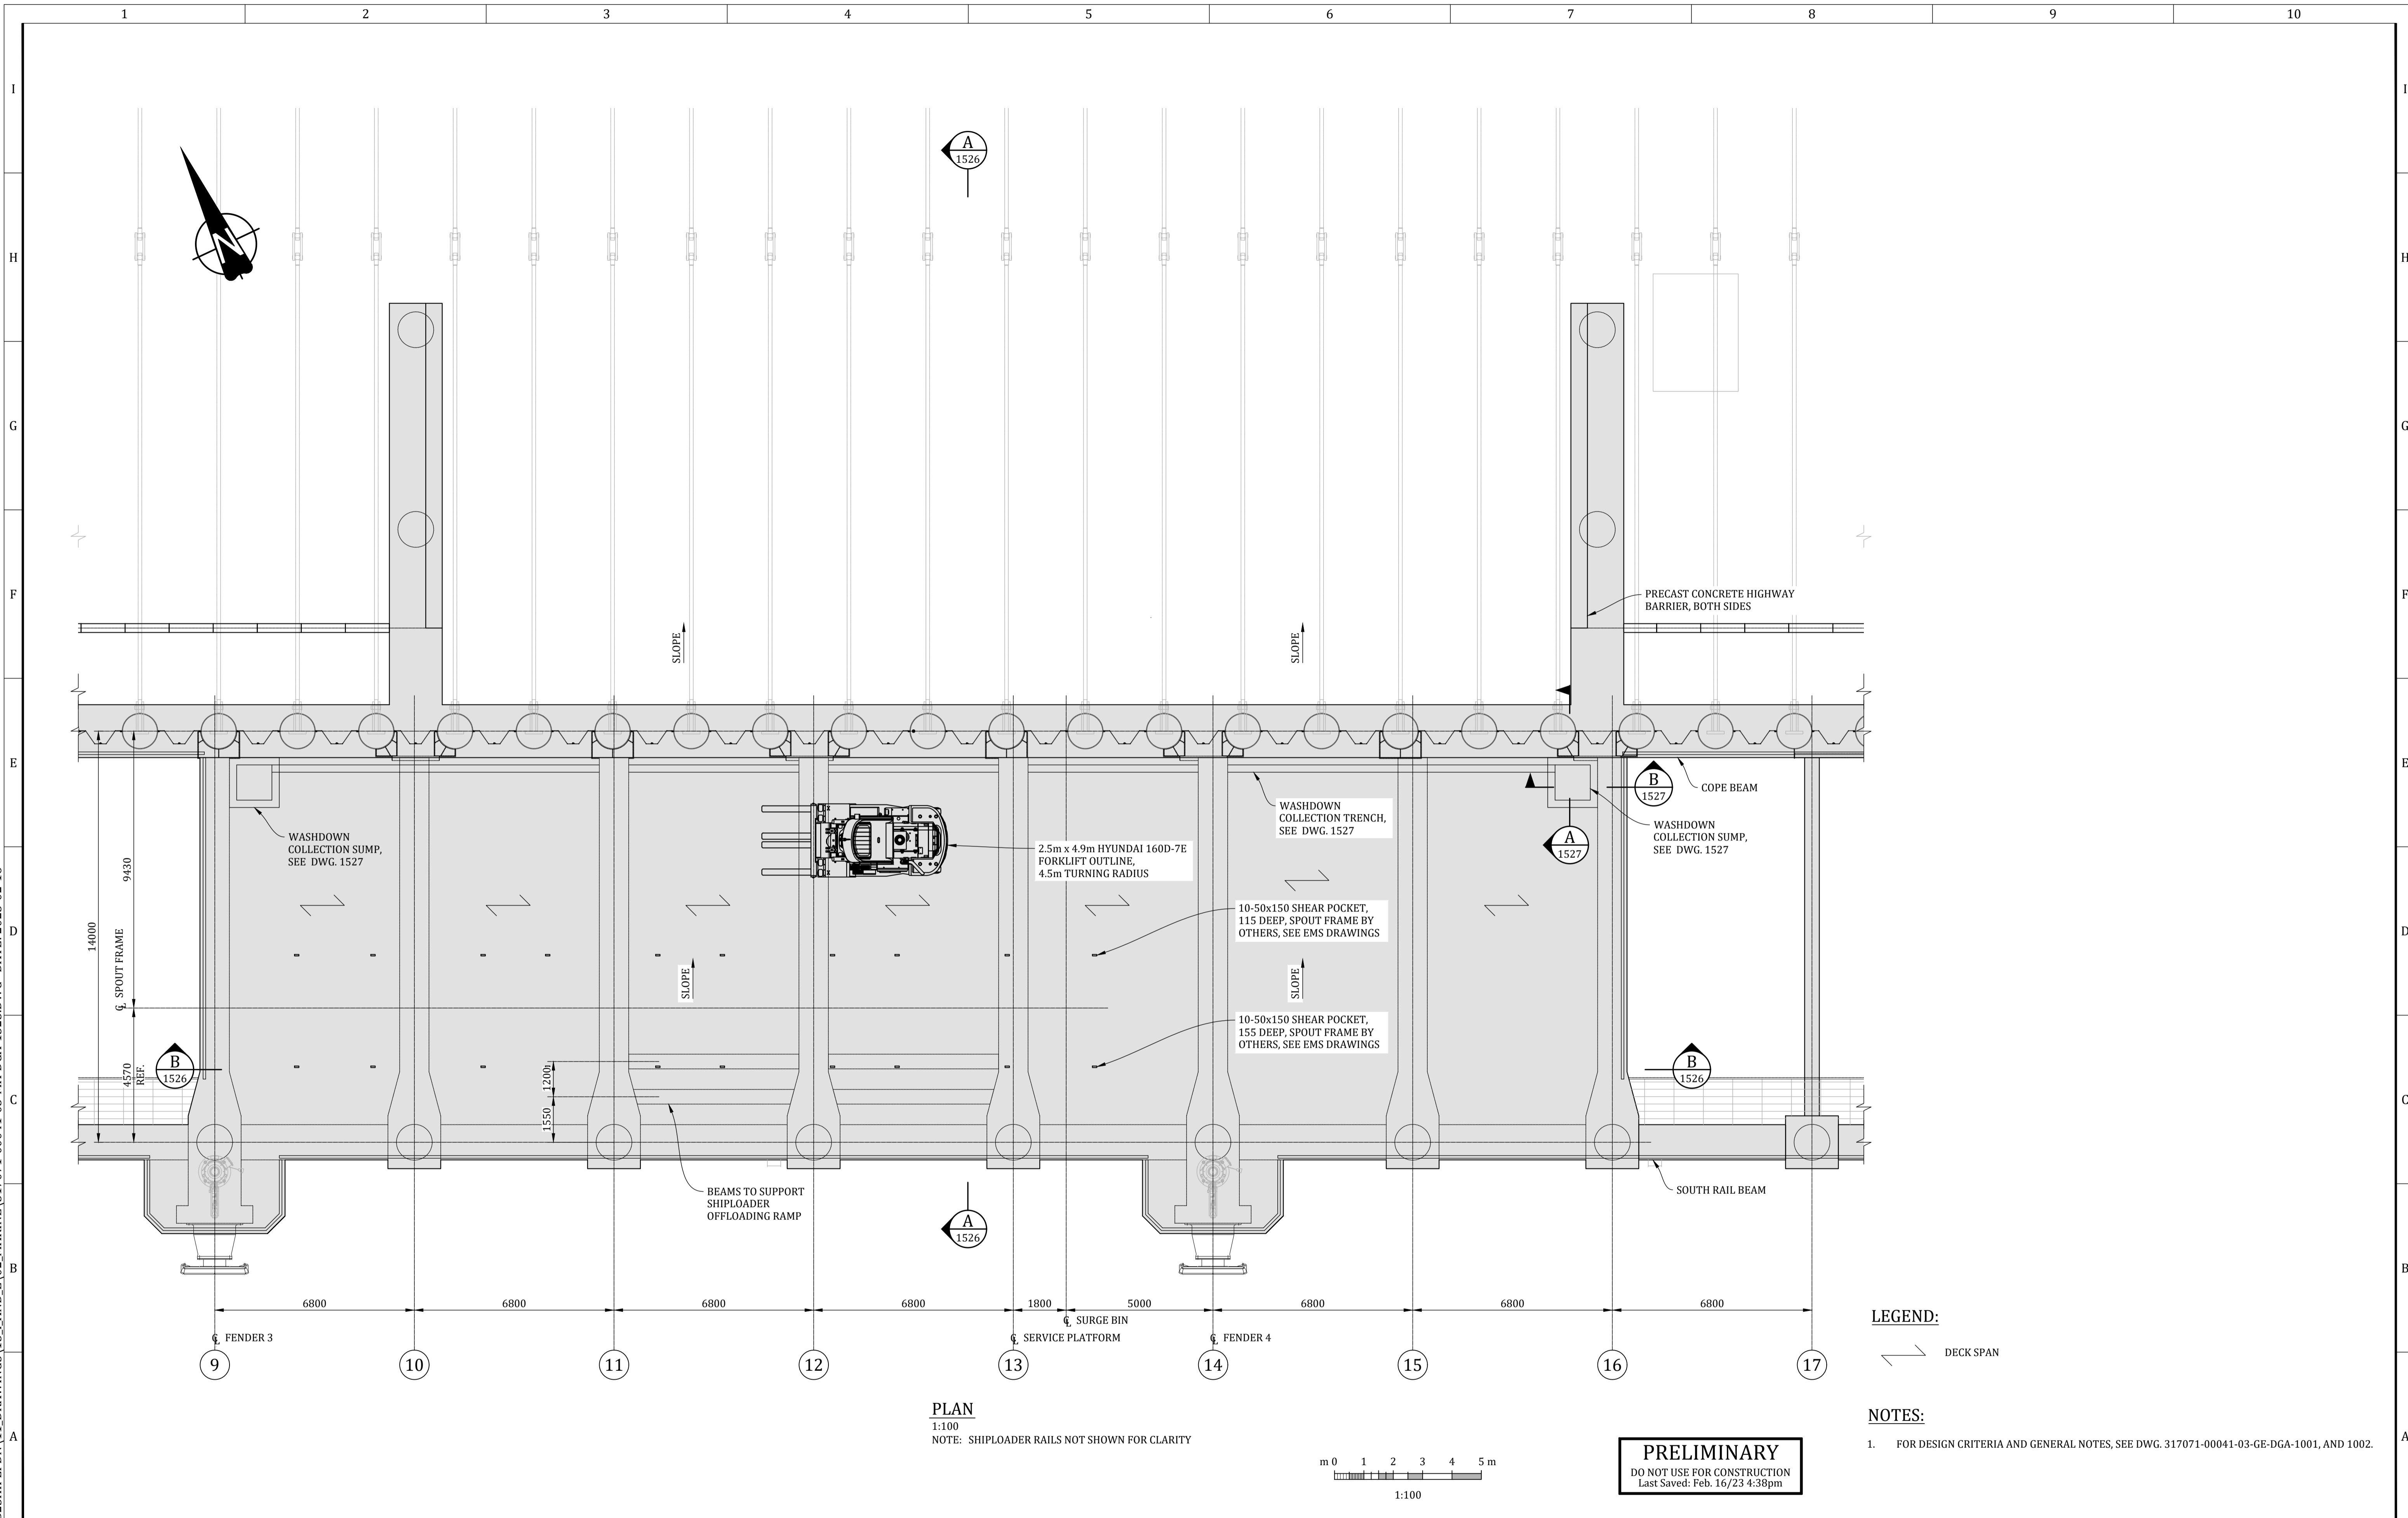 1 2 3 4 5 6 7 8 9 10
I I
H H
G G
F F
E E
D D
C C
B B
A A
A
1526
N
SLOPE
SLOPE
PRECAST CONCRETE HIGHWAY
BARRIER, BOTH SIDES
WASHDOWN
COLLECTION SUMP,
SEE DWG. 1527
2.5m x 4.9m HYUNDAI 160D-7E
FORKLIFT OUTLINE,
4.5m TURNING RADIUS
WASHDOWN
COLLECTION TRENCH,
SEE DWG. 1527
B
1527
A
1527
COPE BEAM
WASHDOWN
COLLECTION SUMP,
SEE DWG. 1527
10-50x150 SHEAR POCKET,
115 DEEP, SPOUT FRAME BY
OTHERS, SEE EMS DRAWINGS
14000
9430
℄ SPOUT FRAME
SLOPE
SLOPE
10-50x150 SHEAR POCKET,
155 DEEP, SPOUT FRAME BY
OTHERS, SEE EMS DRAWINGS
4570
REF.
B
1526
1200
1550
B
1526
BEAMS TO SUPPORT
SHIPLOADER
OFFLOADING RAMP
A
1526
SOUTH RAIL BEAM
6800 6800 6800 6800 1800 5000 6800 6800 6800
℄ SURGE BIN
℄ FENDER 3
℄ SERVICE PLATFORM
℄ FENDER 4
9 10 11 12 13 14 15 16 17
LEGEND:
DECK SPAN
PLAN
1:100
NOTE: SHIPLOADER RAILS NOT SHOWN FOR CLARITY
m 0 1 2 3 4 5 m
1:100
PRELIMINARY
DO NOT USE FOR CONSTRUCTION
Last Saved: Feb. 16/23 4:38pm
NOTES:
1. FOR DESIGN CRITERIA AND GENERAL NOTES, SEE DWG. 317071-00041-03-GE-DGA-1001, AND 1002.